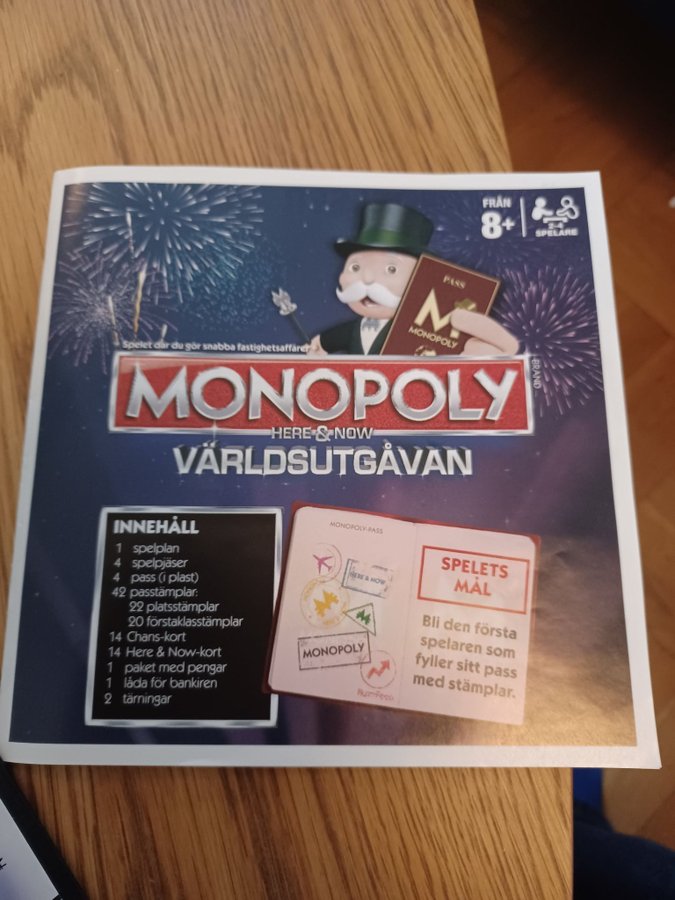 FRÅN
8+
2-4
SPELARE
PASS
MONOPOLY
Spelet där du gör snabba fastighetsaffärer
MONOPOLY
BRAND
HERE & NOW
VÄRLDSUTGÅVAN
INNEHÅLL
1 spelplan
4 spelpjäser
4 pass (i plast)
42 passtämplar:
22 platsstämplar
20 förstaklasstämplar
14 Chans-kort
14 Here & Now-kort
1 paket med pengar
1 låda för bankiren
2 tärningar
MONOPOLY-PASS
HERE & NOW
MONOPOLY
BuzzFeed
SPELETS
MÅL
Bli den första
spelaren som
fyller sitt pass
med stämplar.